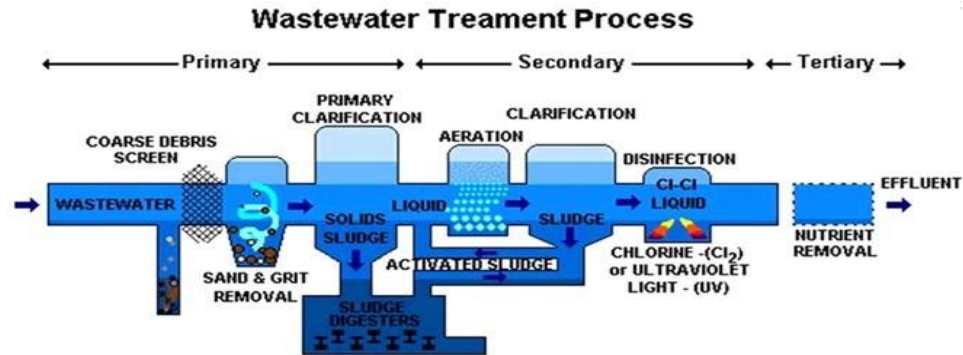 Wastewater Treament Process
Primary
Secondary
Tertiary
COARSE DEBRIS
SCREEN
PRIMARY
CLARIFICATION
AERATION
CLARIFICATION
DISINFECTION
WASTEWATER
SAND & GRIT
REMOVAL
SOLIDS
SLUDGE
LIQUID
SLUDGE
CI-CI
LIQUID
EFFLUENT
NUTRIENT
REMOVAL
ACTIVATED SLUDGE
CHLORINE -(Cl₂)
or ULTRAVIOLET
LIGHT - (UV)
SLUDGE
DIGESTERS